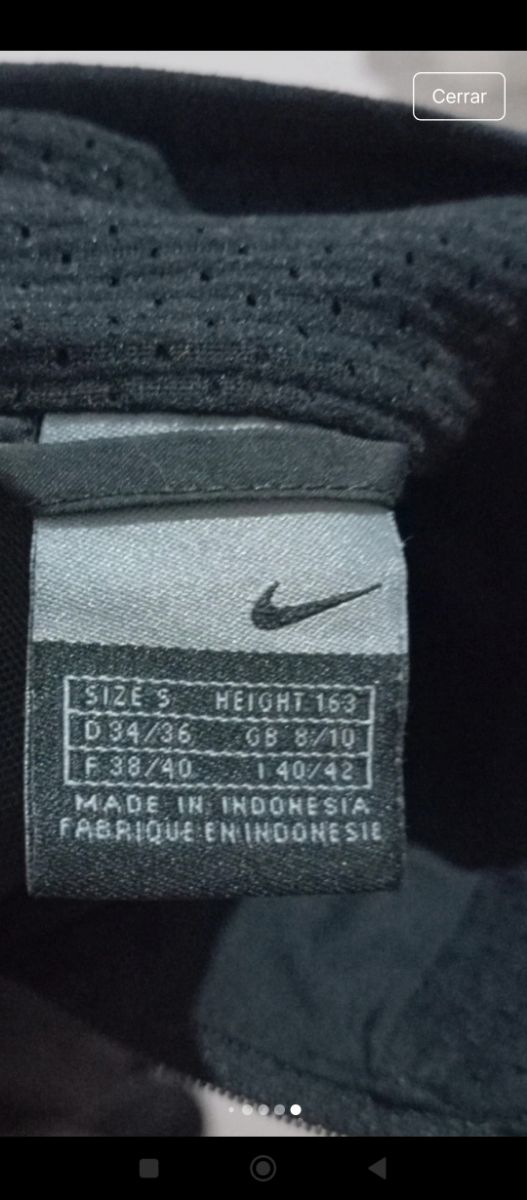 Cerrar
SIZE S HEIGHT 163
D 34/36 GB 8/10
F 38/40 I 40/42
MADE IN INDONESIA
FABRIQUE EN INDONESIE